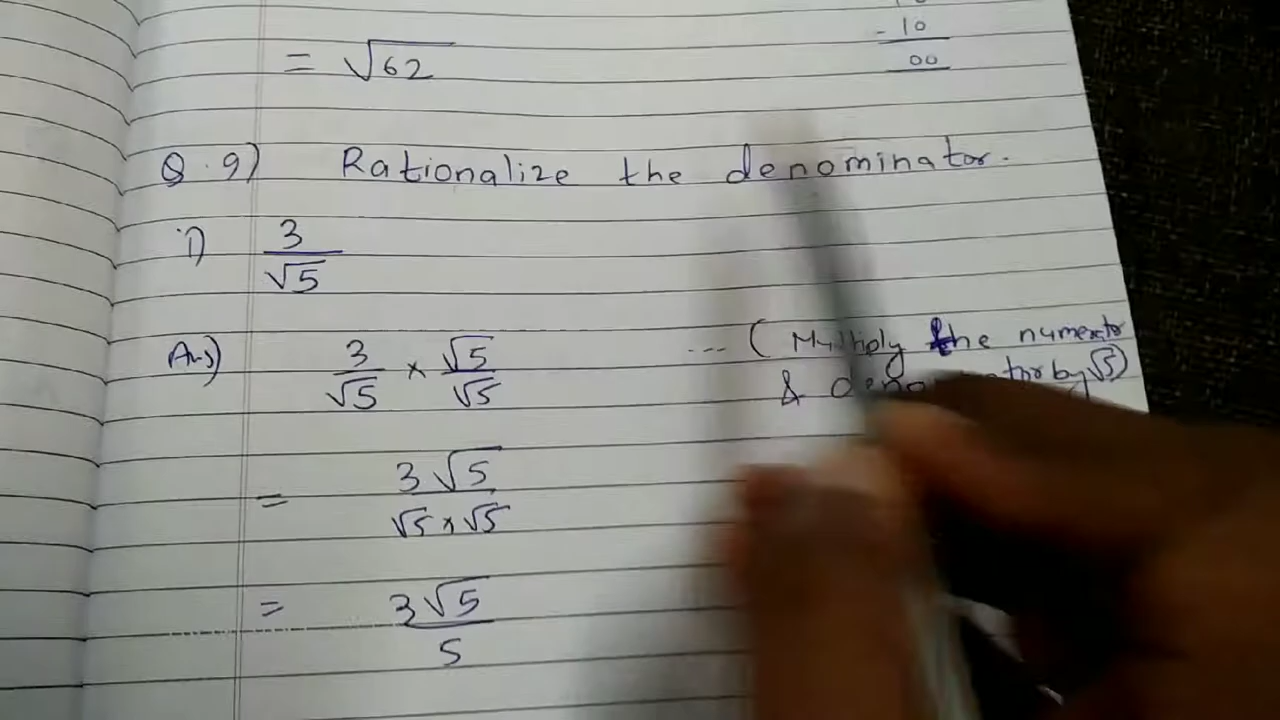 - 10
00
= √62
Q.9) Rationalize the denominator.
i) 3/√5
Ans) 3/√5 × √5/√5 --- ( Multiply the numerator
& by √5)
= 3√5/√5×√5
= 3√5/5